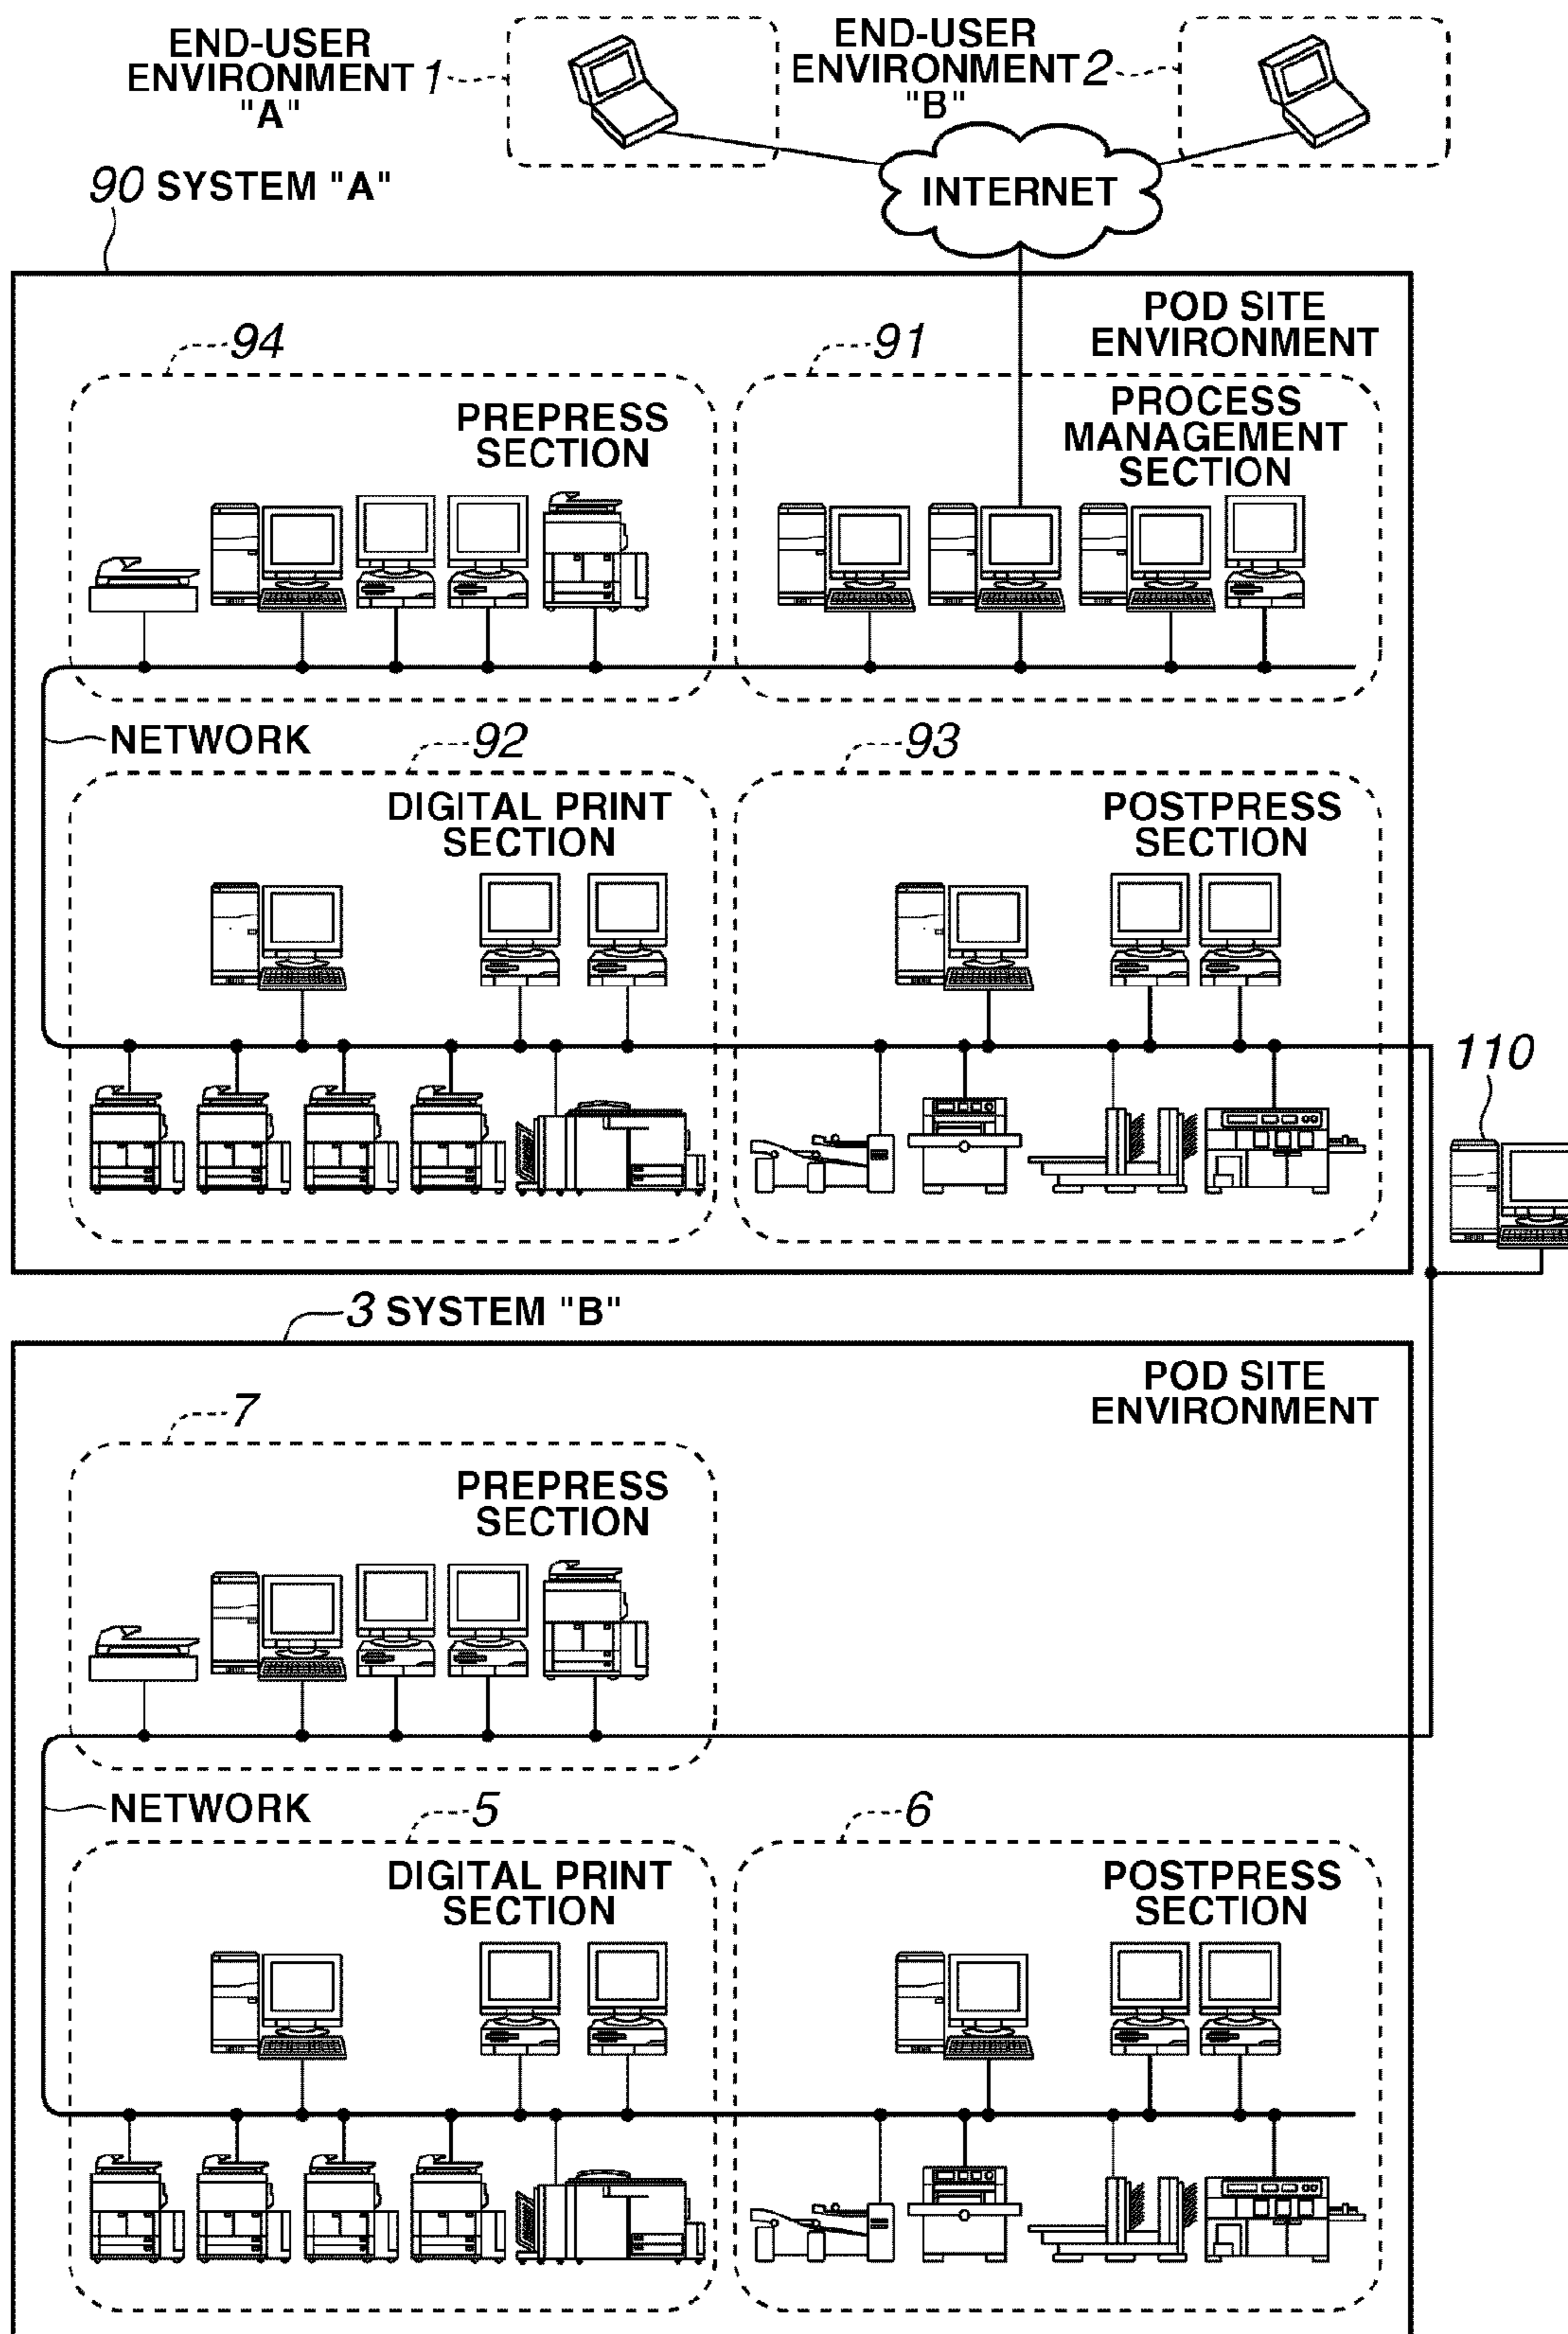 END-USER
ENVIRONMENT 1
"A"
END-USER
ENVIRONMENT 2
"B"
INTERNET
90 SYSTEM "A"
POD SITE
ENVIRONMENT
94
PREPRESS
SECTION
91
PROCESS
MANAGEMENT
SECTION
NETWORK
92
DIGITAL PRINT
SECTION
93
POSTPRESS
SECTION
110
3 SYSTEM "B"
POD SITE
ENVIRONMENT
7
PREPRESS
SECTION
NETWORK
5
DIGITAL PRINT
SECTION
6
POSTPRESS
SECTION